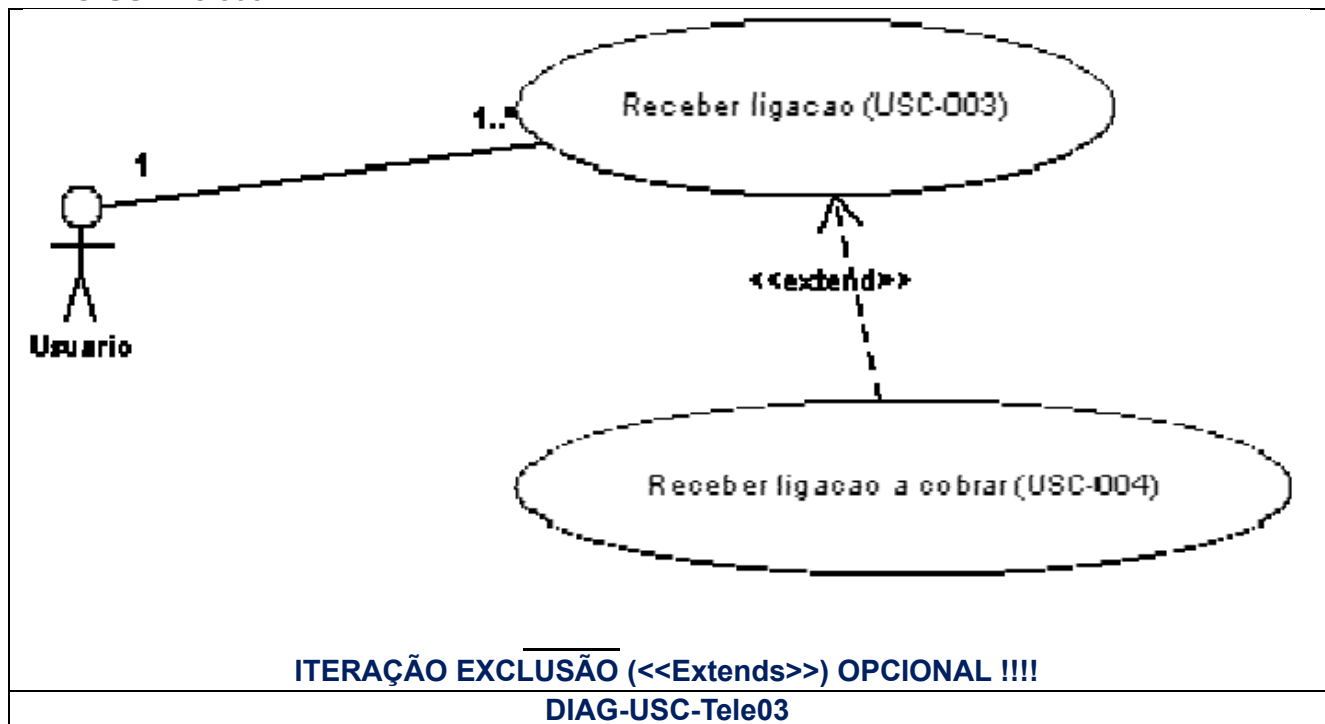 Receber ligacao (USC-003)
1..*
1
<<extend>>
Usuario
Receber ligacao a cobrar (USC-004)
ITERAÇÃO EXCLUSÃO (<<Extends>>) OPCIONAL !!!!
DIAG-USC-Tele03